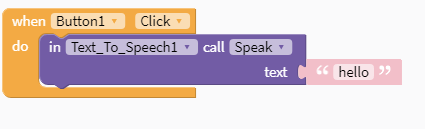 when Button1 Click
do in Text_To_Speech1 call Speak
text “ hello ”